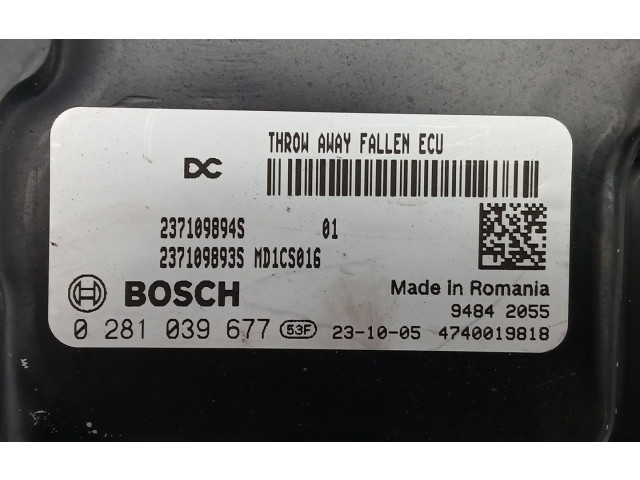 THROW AWAY FALLEN ECU
DC
237109894S 01
237109893S MD1CS016
BOSCH
Made in Romania
9484 2055
0 281 039 677 53F 23-10-05 4740019818